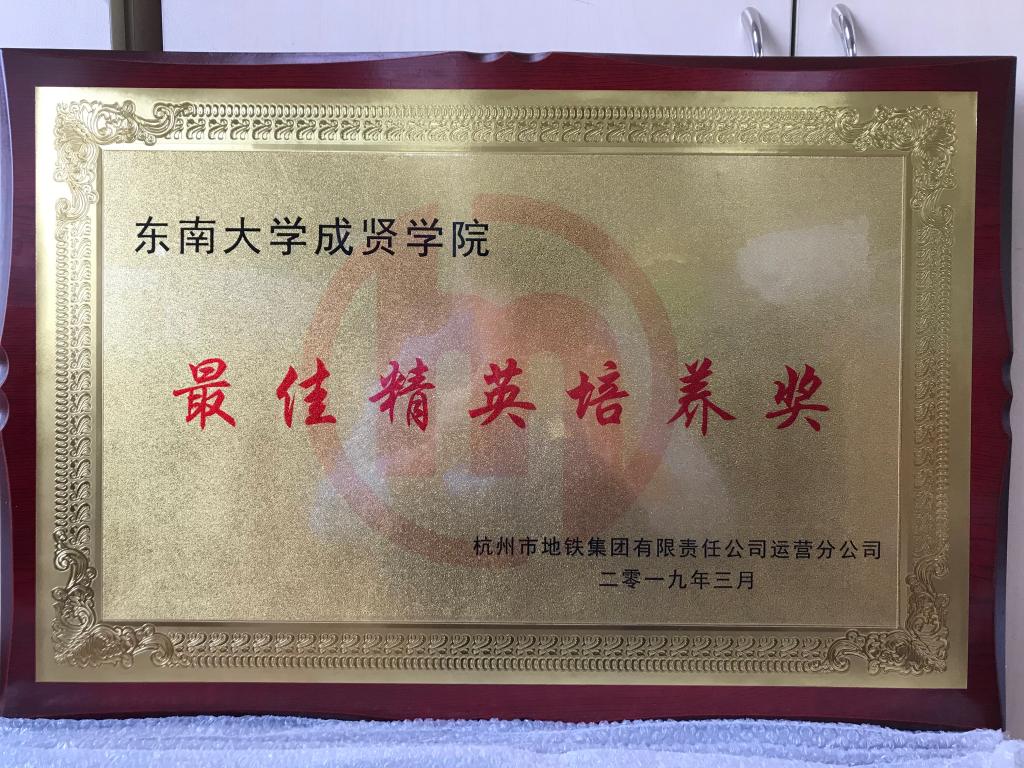 东南大学成贤学院
最佳精英培养奖
杭州市地铁集团有限责任公司运营分公司
二零一九年三月